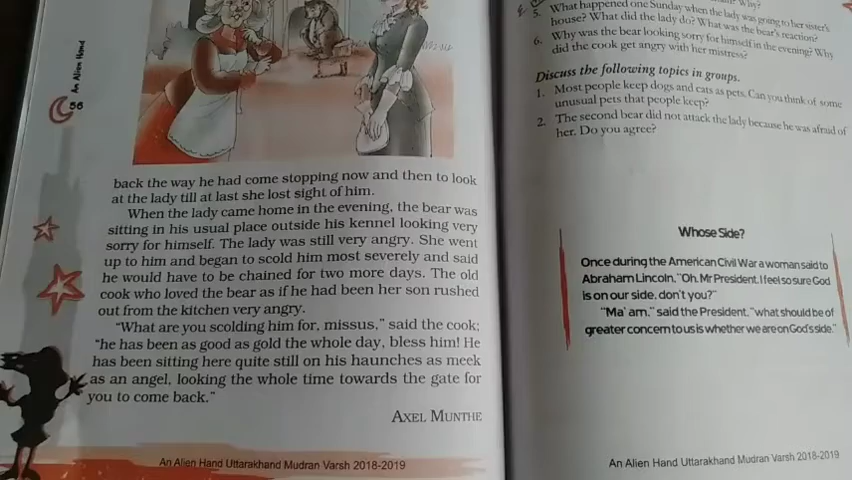 An Alien Hand
56
back the way he had come stopping now and then to look
at the lady till at last she lost sight of him.
When the lady came home in the evening, the bear was
sitting in his usual place outside his kennel looking very
sorry for himself. The lady was still very angry. She went
up to him and began to scold him most severely and said
he would have to be chained for two more days. The old
cook who loved the bear as if he had been her son rushed
out from the kitchen very angry.
“What are you scolding him for, missus,” said the cook;
“he has been as good as gold the whole day, bless him! He
has been sitting here quite still on his haunches as meek
as an angel, looking the whole time towards the gate for
you to come back.”
AXEL MUNTHE
An Alien Hand Uttarakhand Mudran Varsh 2018-2019
Why?
5. What happened one Sunday when the lady was going to her sister's
house? What did the lady do? What was the bear's reaction?
6. Why was the bear looking sorry for himself in the evening? Why
did the cook get angry with her mistress?
Discuss the following topics in groups.
1. Most people keep dogs and cats as pets. Can you think of some
unusual pets that people keep?
2. The second bear did not attack the lady because he was afraid of
her. Do you agree?
Whose Side?
Once during the American Civil War a woman said to
Abraham Lincoln, “Oh, Mr President, I feel so sure God
is on our side, don't you?”
“Ma' am,” said the President, “what should be of
greater concern to us is whether we are on God's side.”
An Alien Hand Uttarakhand Mudran Varsh 2018-2019